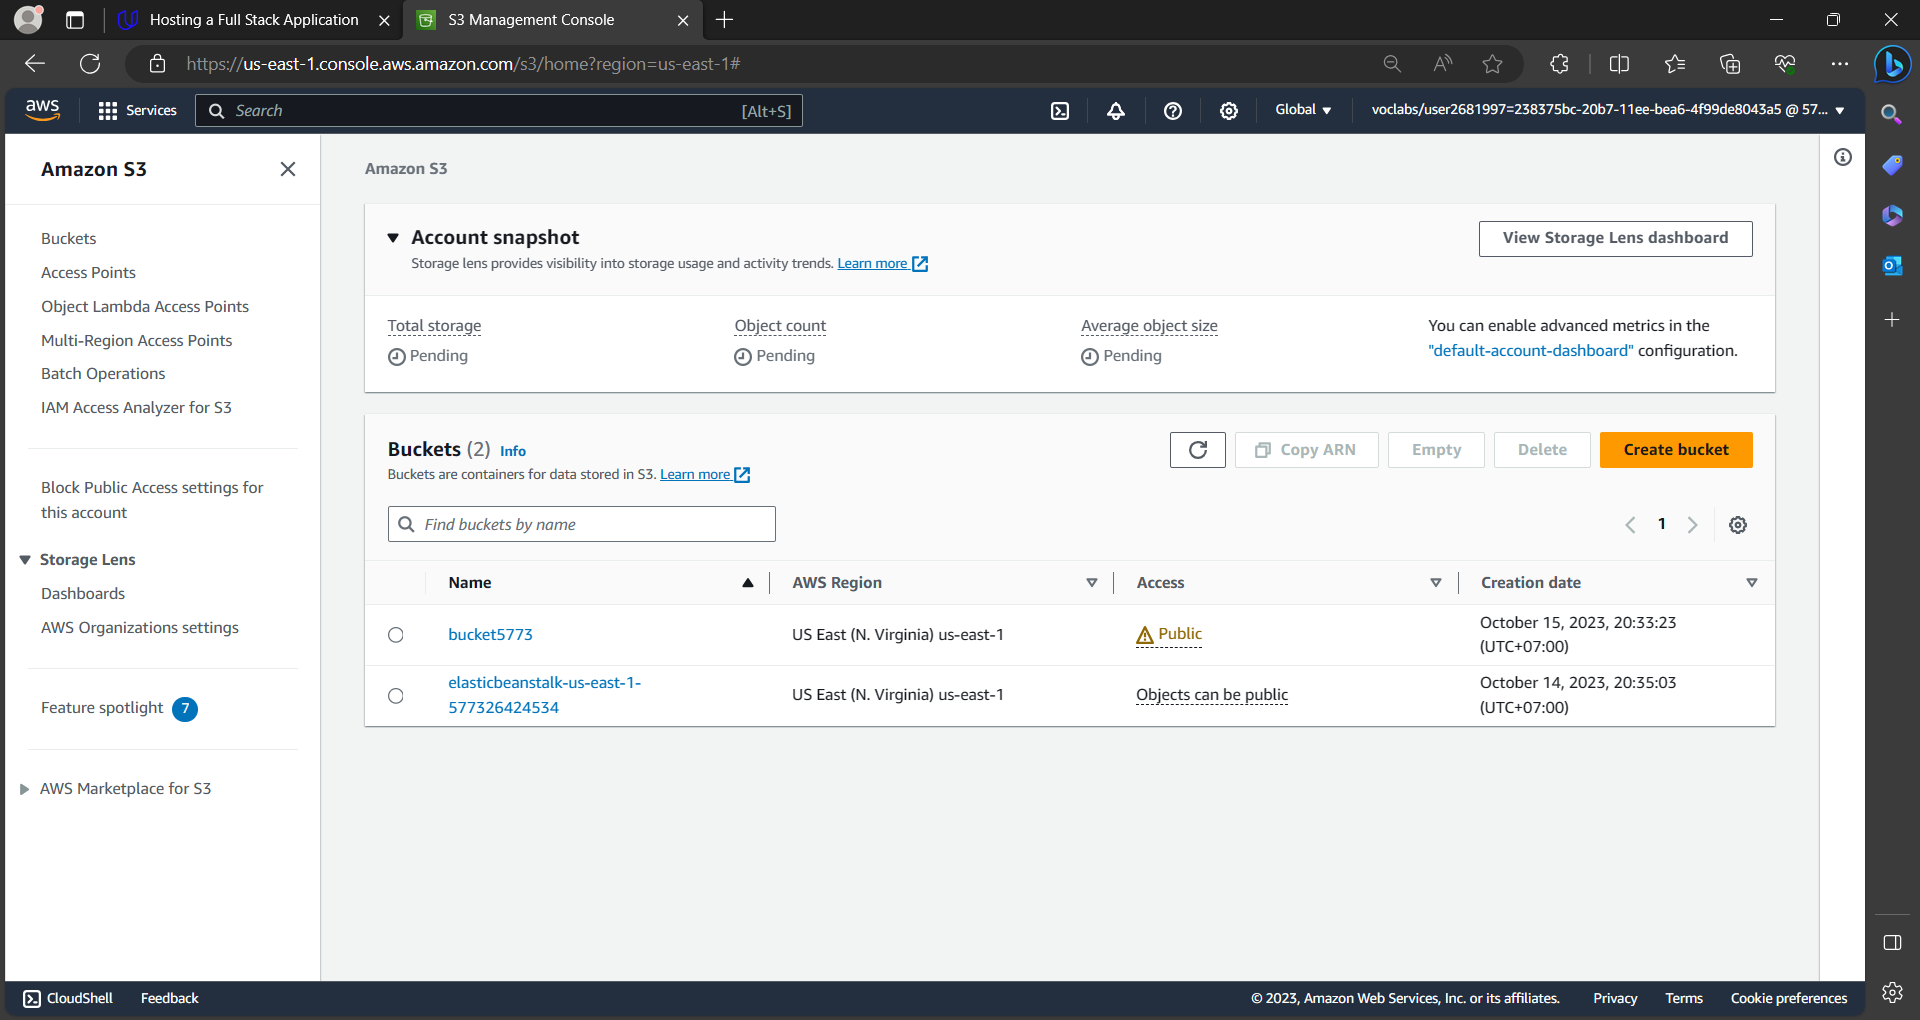 Hosting a Full Stack Application
S3 Management Console
https://us-east-1.console.aws.amazon.com/s3/home?region=us-east-1#
aws
Services
Search
[Alt+S]
Global
voclabs/user2681997=238375bc-20b7-11ee-bea6-4f99de8043a5 @ 57...
Amazon S3
Buckets
Access Points
Object Lambda Access Points
Multi-Region Access Points
Batch Operations
IAM Access Analyzer for S3
Block Public Access settings for
this account
Storage Lens
Dashboards
AWS Organizations settings
Feature spotlight 7
AWS Marketplace for S3
Amazon S3
Account snapshot
Storage lens provides visibility into storage usage and activity trends. Learn more
View Storage Lens dashboard
Total storage
Pending
Object count
Pending
Average object size
Pending
You can enable advanced metrics in the
"default-account-dashboard" configuration.
Buckets (2) Info
Buckets are containers for data stored in S3. Learn more
Copy ARN
Empty
Delete
Create bucket
Find buckets by name
1
Name
AWS Region
Access
Creation date
bucket5773
US East (N. Virginia) us-east-1
Public
October 15, 2023, 20:33:23
(UTC+07:00)
elasticbeanstalk-us-east-1-
577326424534
US East (N. Virginia) us-east-1
Objects can be public
October 14, 2023, 20:35:03
(UTC+07:00)
CloudShell
Feedback
© 2023, Amazon Web Services, Inc. or its affiliates.
Privacy
Terms
Cookie preferences